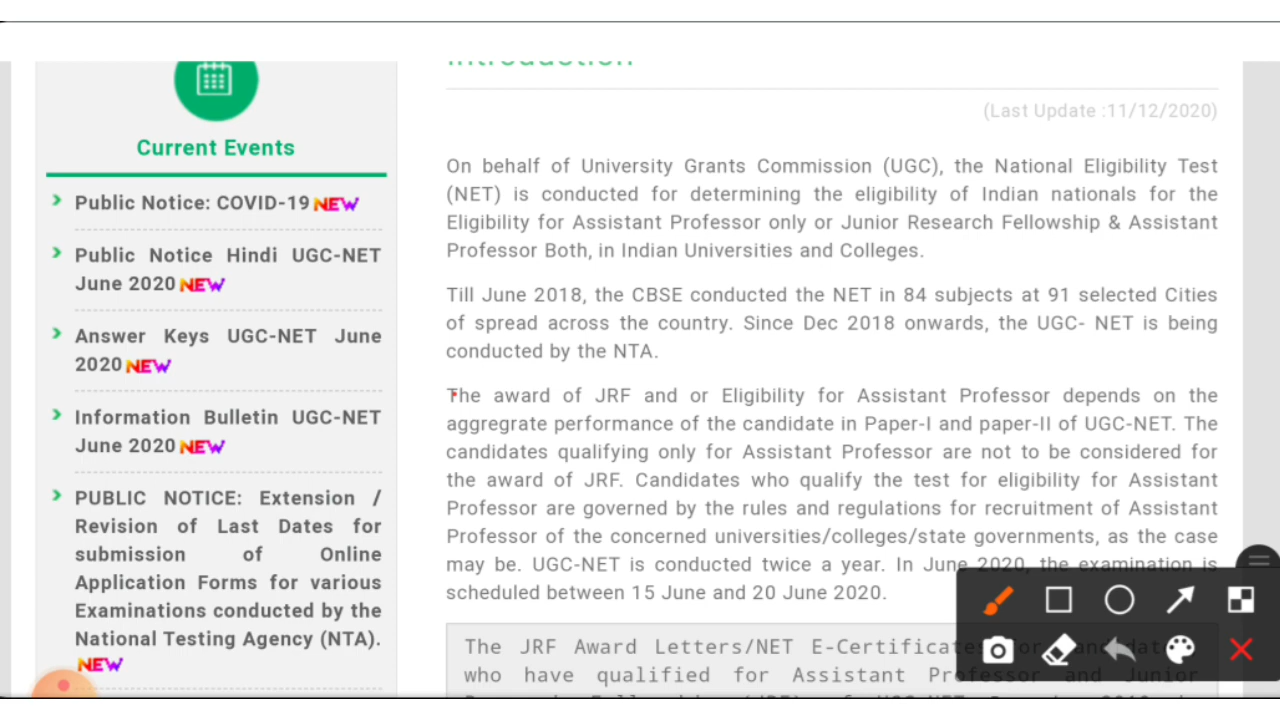 Introduction
(Last Update :11/12/2020)
Current Events
Public Notice: COVID-19 NEW
Public Notice Hindi UGC-NET
June 2020 NEW
Answer Keys UGC-NET June
2020 NEW
Information Bulletin UGC-NET
June 2020 NEW
PUBLIC NOTICE: Extension /
Revision of Last Dates for
submission of Online
Application Forms for various
Examinations conducted by the
National Testing Agency (NTA).
NEW
On behalf of University Grants Commission (UGC), the National Eligibility Test
(NET) is conducted for determining the eligibility of Indian nationals for the
Eligibility for Assistant Professor only or Junior Research Fellowship & Assistant
Professor Both, in Indian Universities and Colleges.
Till June 2018, the CBSE conducted the NET in 84 subjects at 91 selected Cities
of spread across the country. Since Dec 2018 onwards, the UGC- NET is being
conducted by the NTA.
The award of JRF and or Eligibility for Assistant Professor depends on the
aggregrate performance of the candidate in Paper-I and paper-II of UGC-NET. The
candidates qualifying only for Assistant Professor are not to be considered for
the award of JRF. Candidates who qualify the test for eligibility for Assistant
Professor are governed by the rules and regulations for recruitment of Assistant
Professor of the concerned universities/colleges/state governments, as the case
may be. UGC-NET is conducted twice a year. In June 2020, the examination is
scheduled between 15 June and 20 June 2020.
The JRF Award Letters/NET E-Certificates
who have qualified for Assistant Professor and Junior